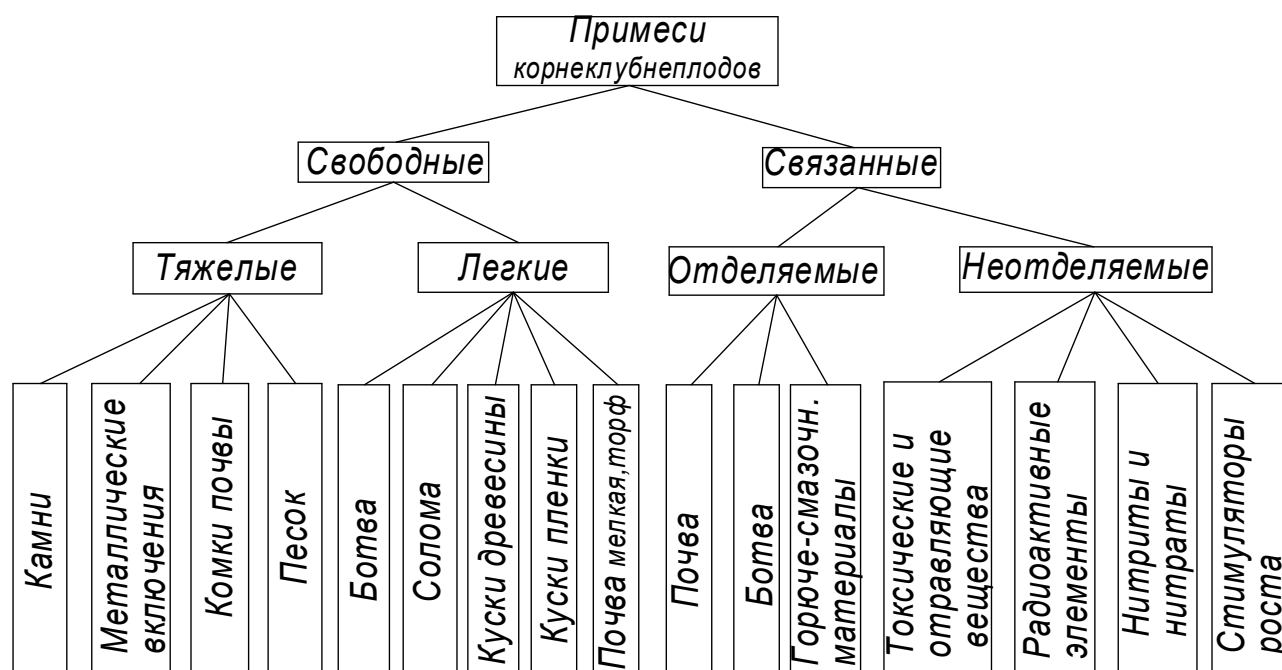 Примеси
корнеклубнеплодов
Свободные
Связанные
Тяжелые
Легкие
Отделяемые
Неотделяемые
Камни
Металлические
включения
Комки почвы
Песок
Ботва
Солома
Куски древесины
Куски пленки
Почва мелкая,торф
Почва
Ботва
Горюче-смазочн.
материалы
Токсические и
отравляющие
вещества
Радиоактивные
элементы
Нитриты и
нитраты
Стимуляторы
роста